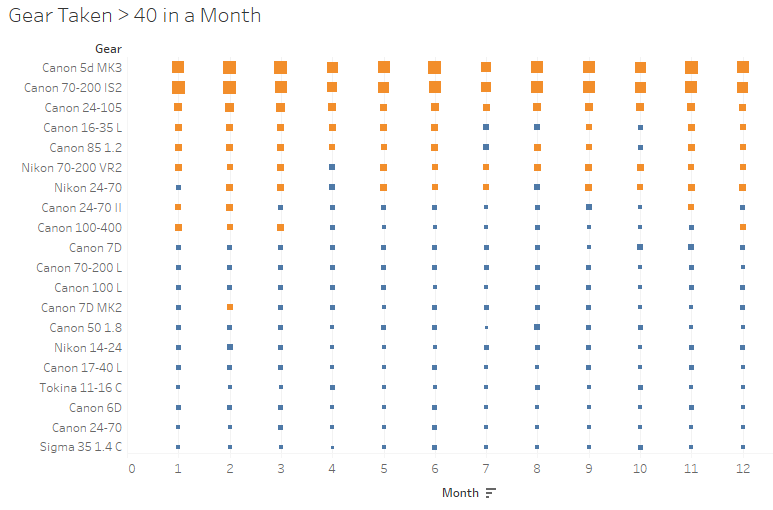 Gear Taken > 40 in a Month
Gear
Canon 5d MK3
Canon 70-200 IS2
Canon 24-105
Canon 16-35 L
Canon 85 1.2
Nikon 70-200 VR2
Nikon 24-70
Canon 24-70 II
Canon 100-400
Canon 7D
Canon 70-200 L
Canon 100 L
Canon 7D MK2
Canon 50 1.8
Nikon 14-24
Canon 17-40 L
Tokina 11-16 C
Canon 6D
Canon 24-70
Sigma 35 1.4 C
0 1 2 3 4 5 6 7 8 9 10 11 12
Month